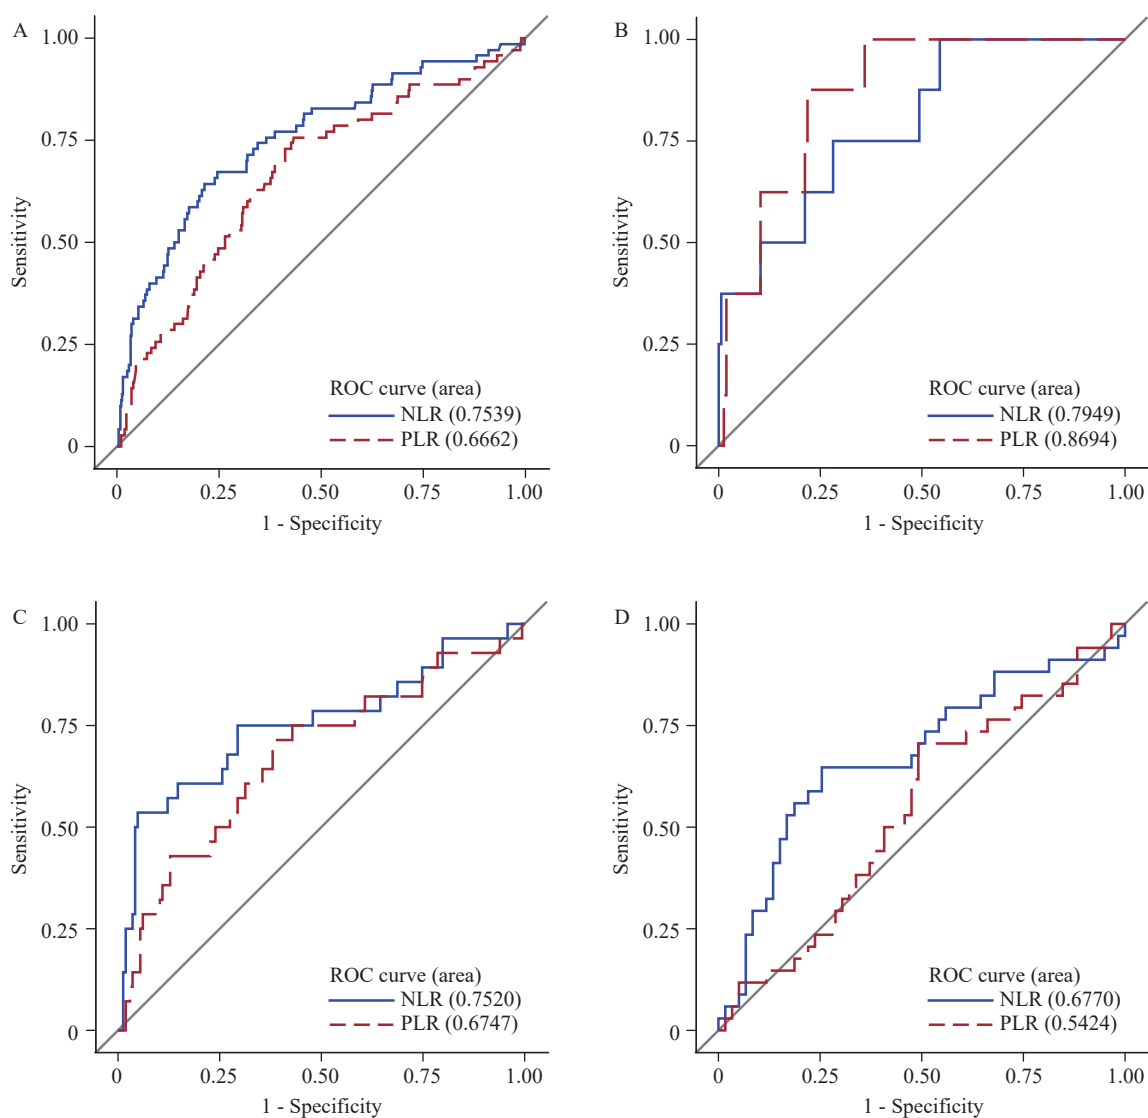 A
1.00
0.75
0.50
0.25
0
Sensitivity
ROC curve (area)
NLR (0.7539)
PLR (0.6662)
0 0.25 0.50 0.75 1.00
1 - Specificity
B
1.00
0.75
0.50
0.25
0
Sensitivity
ROC curve (area)
NLR (0.7949)
PLR (0.8694)
0 0.25 0.50 0.75 1.00
1 - Specificity
C
1.00
0.75
0.50
0.25
0
Sensitivity
ROC curve (area)
NLR (0.7520)
PLR (0.6747)
0 0.25 0.50 0.75 1.00
1 - Specificity
D
1.00
0.75
0.50
0.25
0
Sensitivity
ROC curve (area)
NLR (0.6770)
PLR (0.5424)
0 0.25 0.50 0.75 1.00
1 - Specificity